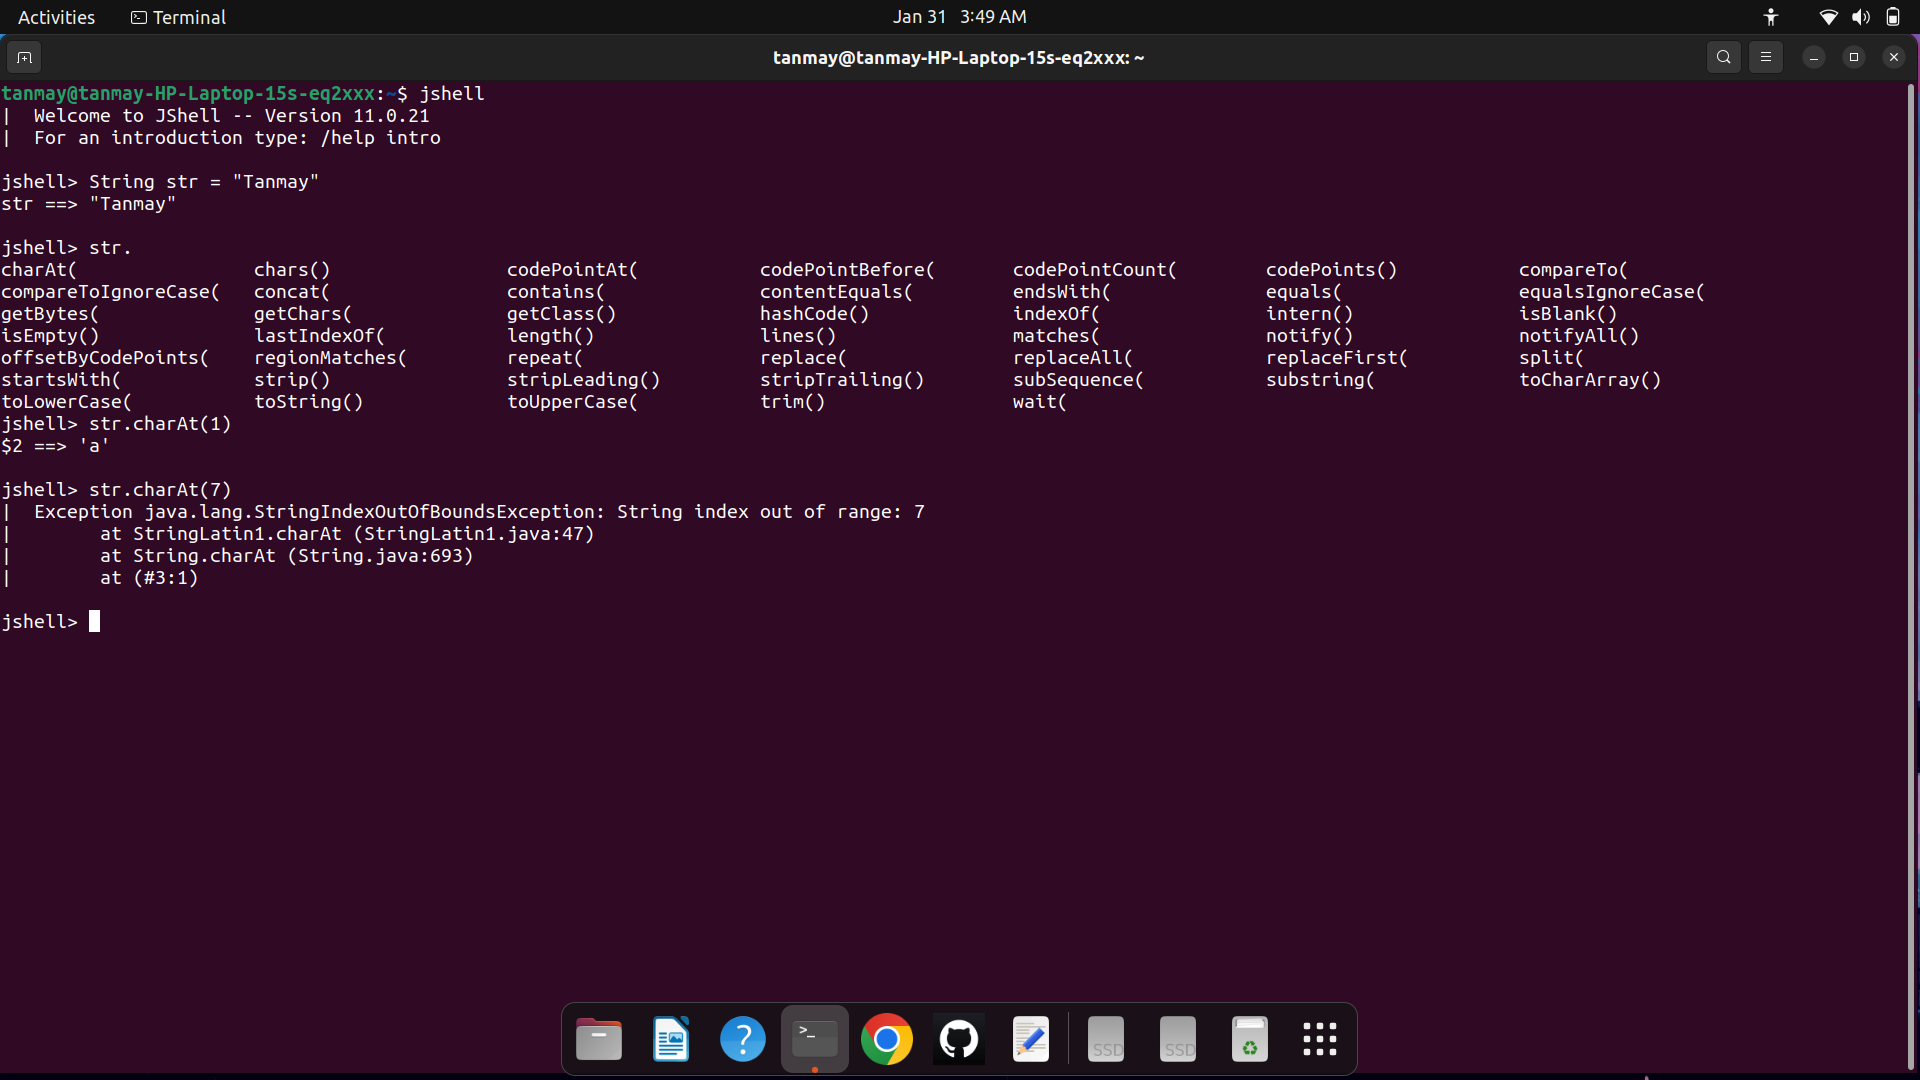 Activities Terminal Jan 31 3:49 AM
tanmay@tanmay-HP-Laptop-15s-eq2xxx: ~
tanmay@tanmay-HP-Laptop-15s-eq2xxx:~$ jshell
| Welcome to JShell -- Version 11.0.21
| For an introduction type: /help intro
jshell> String str = "Tanmay"
str ==> "Tanmay"
jshell> str.
charAt( chars() codePointAt( codePointBefore( codePointCount( codePoints() compareTo(
compareToIgnoreCase( concat( contains( contentEquals( endsWith( equals( equalsIgnoreCase(
getBytes( getChars( getClass() hashCode() indexOf( intern() isBlank()
isEmpty() lastIndexOf( length() lines() matches( notify() notifyAll()
offsetByCodePoints( regionMatches( repeat( replace( replaceAll( replaceFirst( split(
startsWith( strip() stripLeading() stripTrailing() subSequence( substring( toCharArray()
toLowerCase( toString() toUpperCase( trim() wait(
jshell> str.charAt(1)
$2 ==> 'a'
jshell> str.charAt(7)
| Exception java.lang.StringIndexOutOfBoundsException: String index out of range: 7
| at StringLatin1.charAt (StringLatin1.java:47)
| at String.charAt (String.java:693)
| at (#3:1)
jshell>
SSD SSD